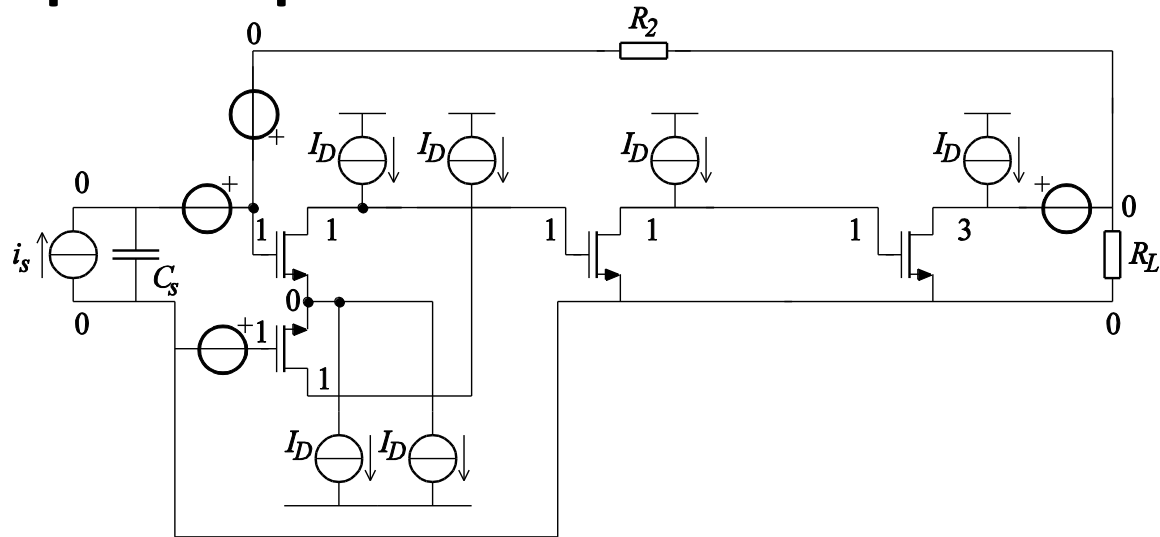 R2
0
+
ID ID ID ID
0 + + 0
1 1 1 1 1 3
is Cs RL
0 0 0
+ 1
1
ID ID